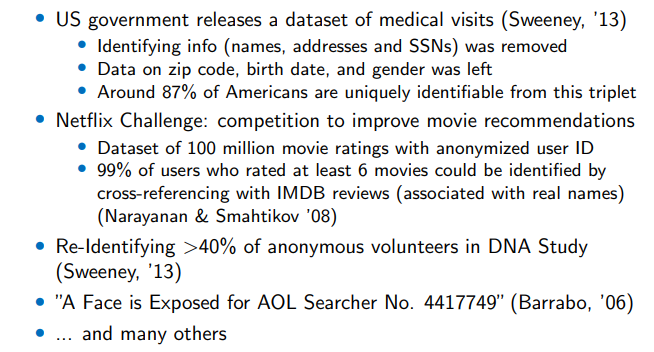 US government releases a dataset of medical visits (Sweeney, '13)
Identifying info (names, addresses and SSNs) was removed
Data on zip code, birth date, and gender was left
Around 87% of Americans are uniquely identifiable from this triplet
Netflix Challenge: competition to improve movie recommendations
Dataset of 100 million movie ratings with anonymized user ID
99% of users who rated at least 6 movies could be identified by
cross-referencing with IMDB reviews (associated with real names)
(Narayanan & Smahtikov '08)
Re-Identifying >40% of anonymous volunteers in DNA Study
(Sweeney, '13)
"A Face is Exposed for AOL Searcher No. 4417749" (Barrabo, '06)
... and many others